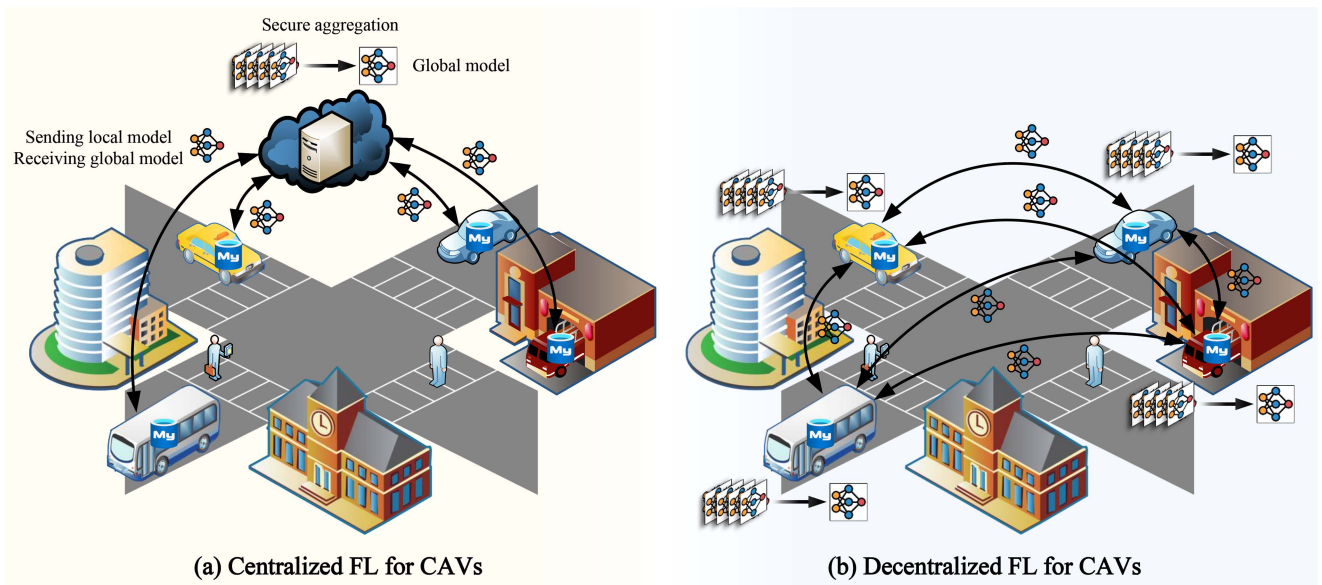 Secure aggregation
Global model
Sending local model
Receiving global model
My
My
My
My
My
My
My
My
(a) Centralized FL for CAVs
(b) Decentralized FL for CAVs